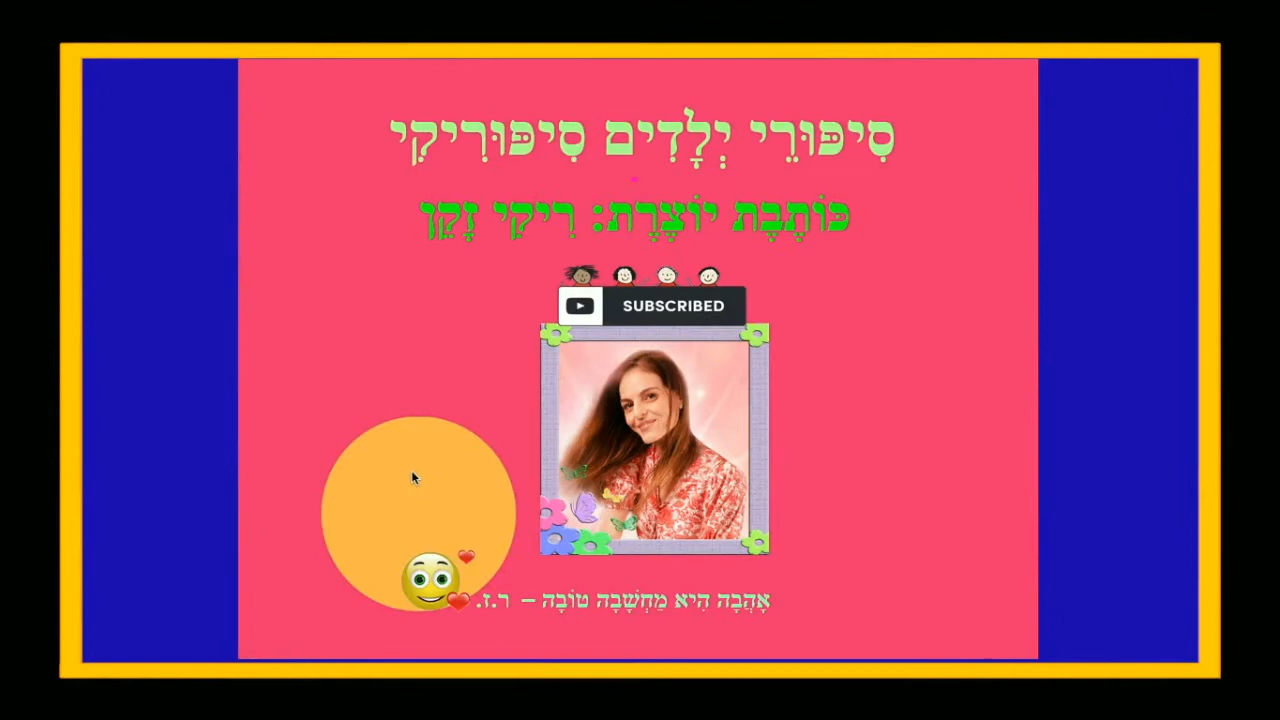 סִיפּוּרֵי יְלָדִים סִיפּוּרִיקִי
כּוֹתֶבֶת יוֹצֶרֶת: רִיקִי זָקֵן
SUBSCRIBED
אָהֲבָה הִיא מַחְשָׁבָה טוֹבָה – ר.ז.